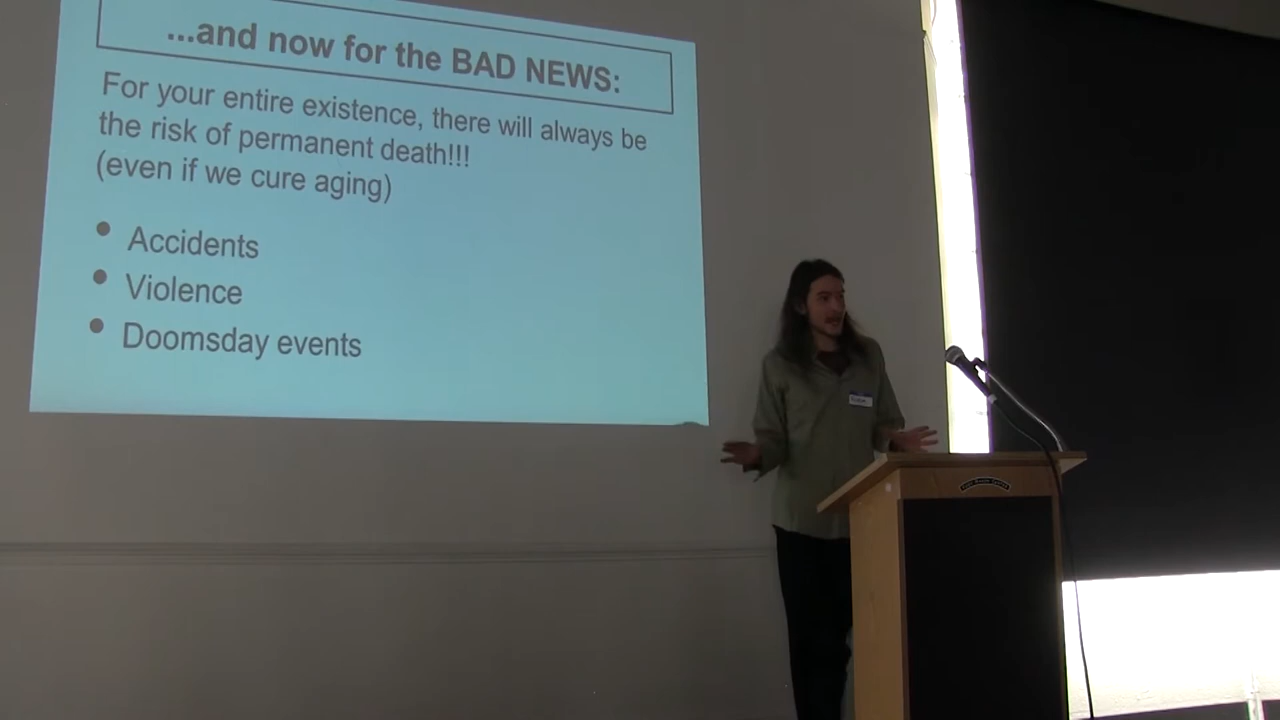 ...and now for the BAD NEWS:
For your entire existence, there will always be
the risk of permanent death!!!
(even if we cure aging)
• Accidents
• Violence
• Doomsday events